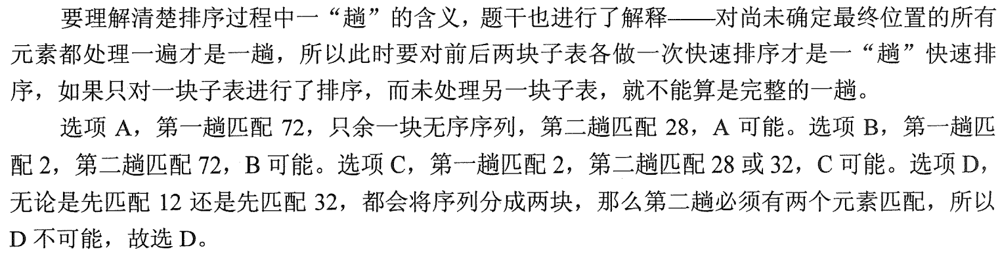 要理解清楚排序过程中一“趟”的含义，题干也进行了解释——对尚未确定最终位置的所有
元素都处理一遍才是一趟，所以此时要对前后两块子表各做一次快速排序才是一“趟”快速排
序，如果只对一块子表进行了排序，而未处理另一块子表，就不能算是完整的一趟。
选项 A，第一趟匹配 72，只余一块无序序列，第二趟匹配 28，A 可能。选项 B，第一趟匹
配 2，第二趟匹配 72，B 可能。选项 C，第一趟匹配 2，第二趟匹配 28 或 32，C 可能。选项 D，
无论是先匹配 12 还是先匹配 32，都会将序列分成两块，那么第二趟必须有两个元素匹配，所以
D 不可能，故选 D。